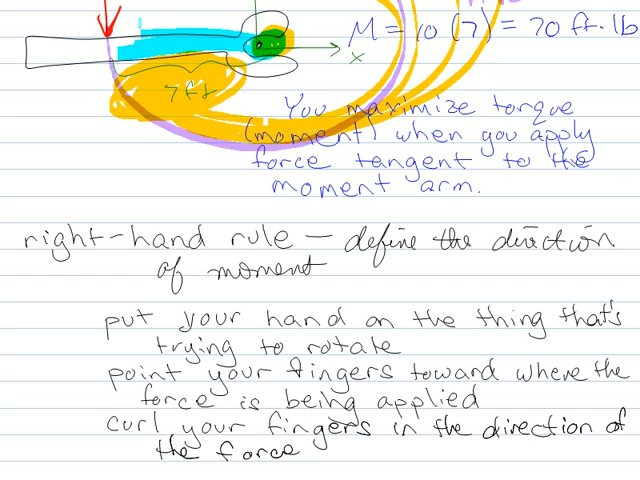 M = 10 (7) = 70 ft·lb
x
7 ft
You maximize torque
(moment) when you apply
force tangent to the
moment arm.
right-hand rule — define the direction
of moment
put your hand on the thing that's
trying to rotate
point your fingers toward where the
force is being applied
curl your fingers in the direction of
the force